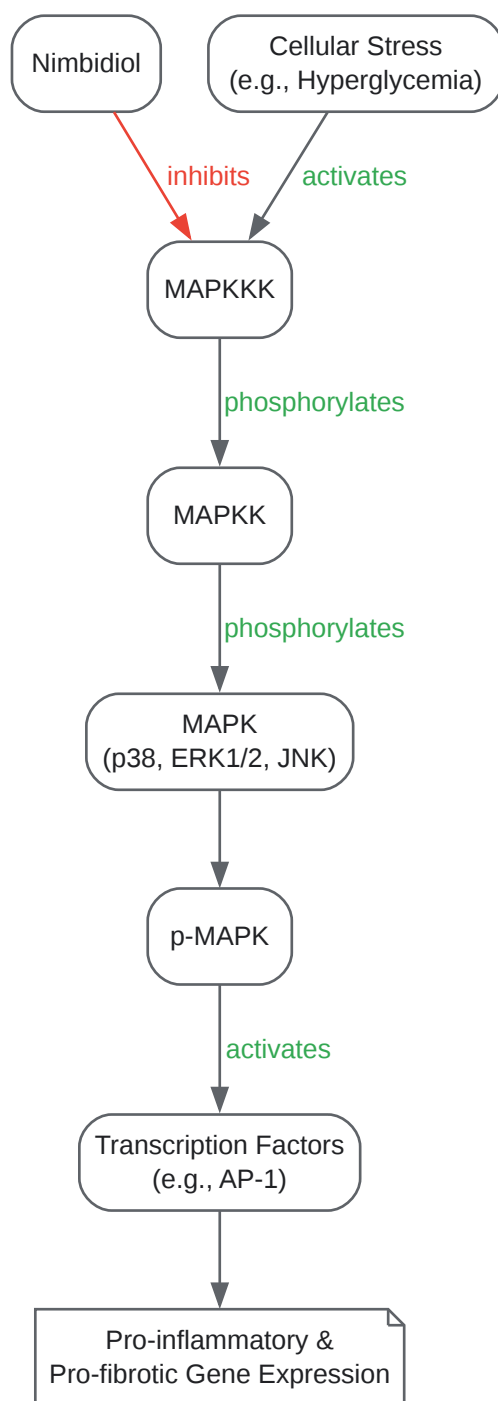 Nimbidiol
Cellular Stress
(e.g., Hyperglycemia)
inhibits
activates
MAPKKK
phosphorylates
MAPKK
phosphorylates
MAPK
(p38, ERK1/2, JNK)
p-MAPK
activates
Transcription Factors
(e.g., AP-1)
Pro-inflammatory &
Pro-fibrotic Gene Expression